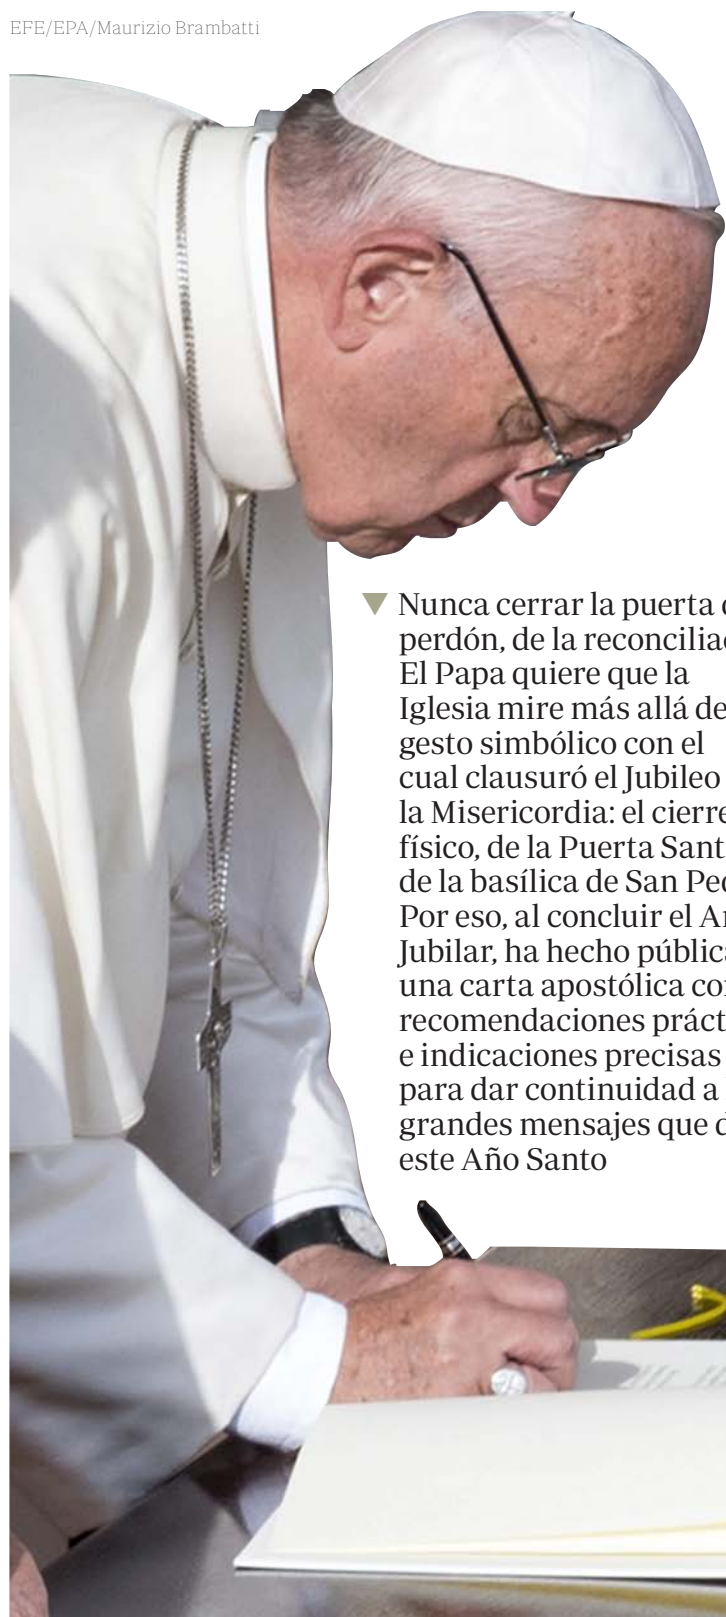 EFE/EPA/Maurizio Brambatti
Nunca cerrar la puerta
perdón, de la
El Papa quiere que la
Iglesia mire más allá
gesto simbólico con el
cual clausuró el Jubileo
la Misericordia: el cierre
físico, de la Puerta
de la basílica de San
Por eso, al concluir el
Jubilar, ha hecho
una carta apostólica
recomendaciones
e indicaciones precisas
para dar continuidad a
grandes mensajes que
este Año Santo